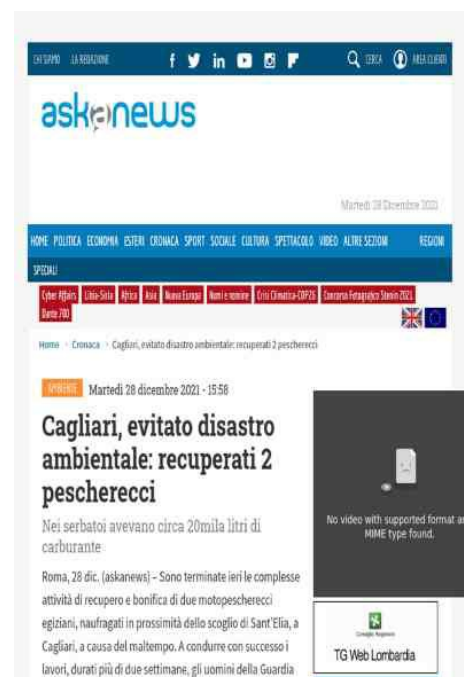 CHI SIAMO LA REDAZIONE
CERCA AREA CLIENTI
askanews
Martedì 28 Dicembre 2021
HOME POLITICA ECONOMIA ESTERI CRONACA SPORT SOCIALE CULTURA SPETTACOLO VIDEO ALTRE SEZIONI REGIONI
SPECIALI
Cyber Affairs Libia-Siria Africa Asia Nuova Europa Nomi e nomine Crisi Climatica-COP26 Concorso Fotografico Stenin 2021
Dante 700
Home Cronaca Cagliari, evitato disastro ambientale: recuperati 2 pescherecci
AMBIENTE Martedì 28 dicembre 2021 - 15:58
Cagliari, evitato disastro
ambientale: recuperati 2
pescherecci
Nei serbatoi avevano circa 20mila litri di
carburante
Roma, 28 dic. (askanews) – Sono terminate ieri le complesse
attività di recupero e bonifica di due motopescherecci
egiziani, naufragati in prossimità dello scoglio di Sant'Elia, a
Cagliari, a causa del maltempo. A condurre con successo i
lavori, durati più di due settimane, gli uomini della Guardia
No video with supported format an
MIME type found.
Consiglio Regionale
TG Web Lombardia